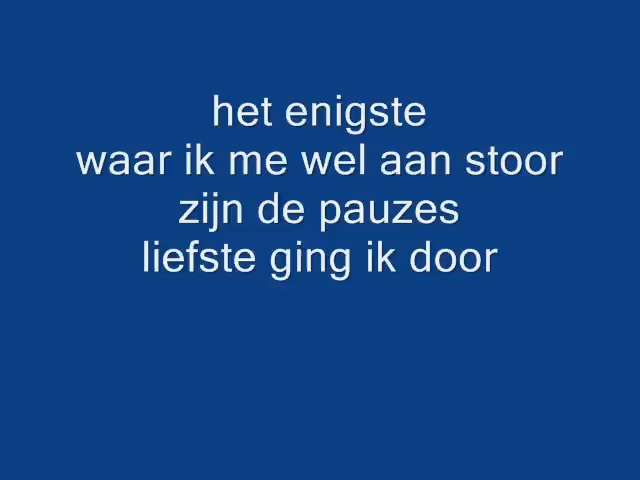 het enigste
waar ik me wel aan stoor
zijn de pauzes
liefste ging ik door